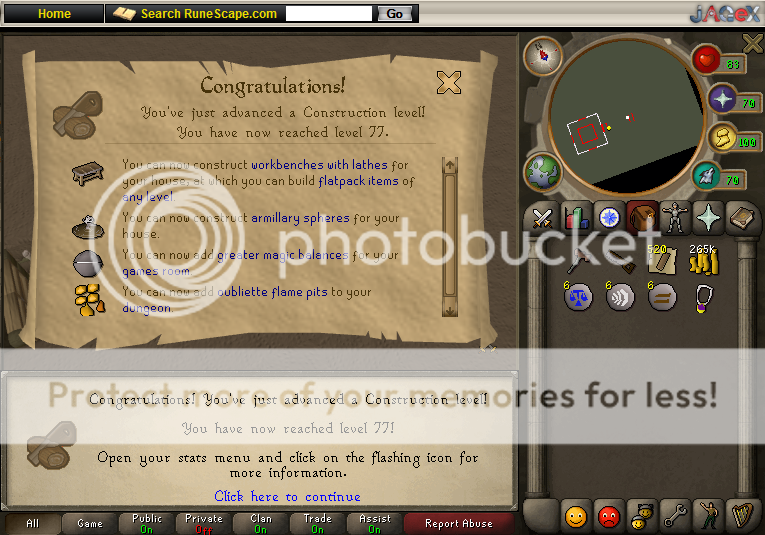 Home
Search RuneScape.com
Go
JAGeX
Congratulations!
You've just advanced a Construction level!
You have now reached level 77.
You can now construct workbenches with lathes for
your house, at which you can build flatpack items of
any level.
You can now construct armillary spheres for your
house.
You can now add greater magic balances for your
games room.
You can now add oubliette flame pits to your
dungeon.
83
70
100
70
520
265K
6
6
6
photobucket
Protect more of your memories for less!
Congratulations! You've just advanced a Construction level!
You have now reached level 77!
Open your stats menu and click on the flashing icon for
more information.
Click here to continue
All
Game
Public
On
Private
Clan
On
Trade
On
Assist
On
Report Abuse